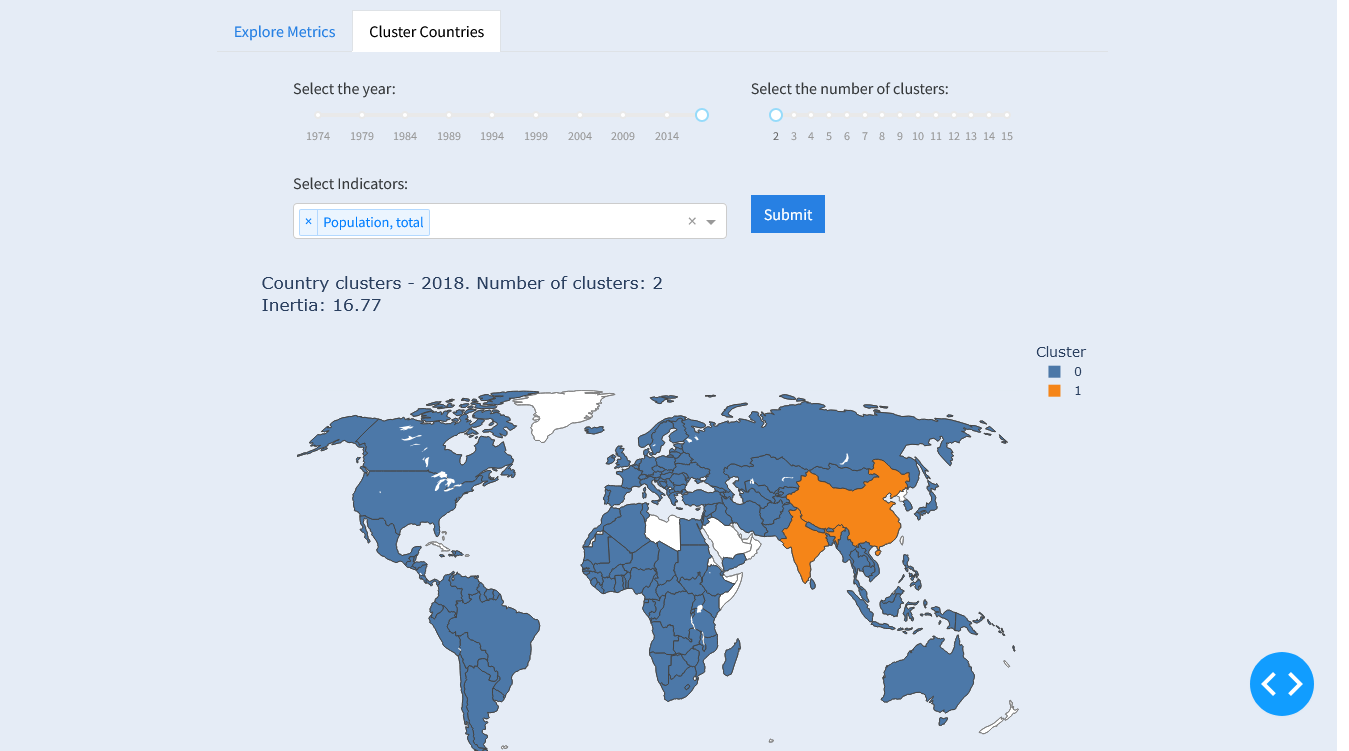 Explore Metrics Cluster Countries
Select the year: Select the number of clusters:
1974 1979 1984 1989 1994 1999 2004 2009 2014 2 3 4 5 6 7 8 9 10 11 12 13 14 15
Select Indicators:
× Population, total × Submit
Country clusters - 2018. Number of clusters: 2
Inertia: 16.77
Cluster
0
1